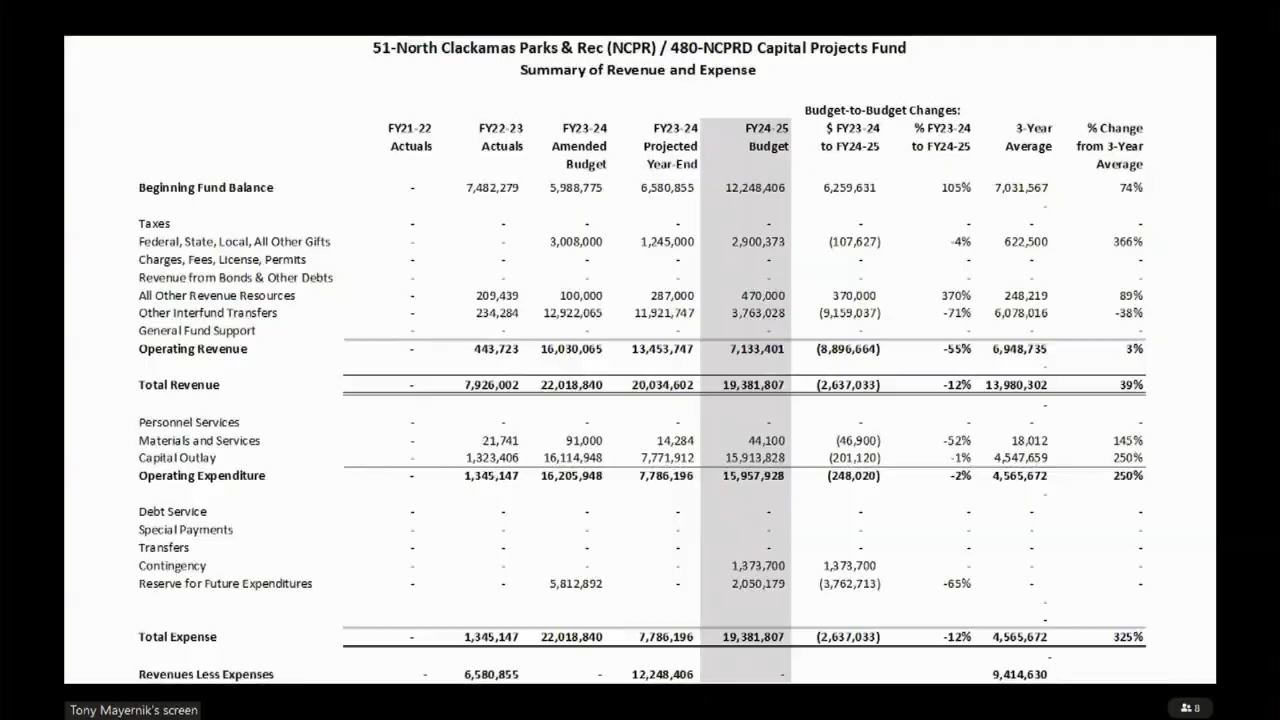 51-North Clackamas Parks & Rec (NCPR) / 480-NCPRD Capital Projects Fund
Summary of Revenue and Expense
Budget-to-Budget Changes:
FY21-22 FY22-23 FY23-24 FY23-24 FY24-25 $ FY23-24 % FY23-24 3-Year % Change
Actuals Actuals Amended Projected Budget to FY24-25 to FY24-25 Average from 3-Year
Budget Year-End Average
Beginning Fund Balance - 7,482,279 5,988,775 6,580,855 12,248,406 6,259,631 105% 7,031,567 74%
-
Taxes - - - - - - - - -
Federal, State, Local, All Other Gifts - - 3,008,000 1,245,000 2,900,373 (107,627) -4% 622,500 366%
Charges, Fees, License, Permits - - - - - - - - -
Revenue from Bonds & Other Debts - - - - - - - - -
All Other Revenue Resources - 209,439 100,000 287,000 470,000 370,000 370% 248,219 89%
Other Interfund Transfers - 234,284 12,922,065 11,921,747 3,763,028 (9,159,037) -71% 6,078,016 -38%
General Fund Support - - - - - - - - -
Operating Revenue - 443,723 16,030,065 13,453,747 7,133,401 (8,896,664) -55% 6,948,735 3%
-
Total Revenue - 7,926,002 22,018,840 20,034,602 19,381,807 (2,637,033) -12% 13,980,302 39%
-
Personnel Services - - - - - - - - -
Materials and Services - 21,741 91,000 14,284 44,100 (46,900) -52% 18,012 145%
Capital Outlay - 1,323,406 16,114,948 7,771,912 15,913,828 (201,120) -1% 4,547,659 250%
Operating Expenditure - 1,345,147 16,205,948 7,786,196 15,957,928 (248,020) -2% 4,565,672 250%
-
Debt Service - - - - - - - - -
Special Payments - - - - - - - - -
Transfers - - - - - - - - -
Contingency - - - - 1,373,700 1,373,700 - - -
Reserve for Future Expenditures - - 5,812,892 - 2,050,179 (3,762,713) -65% - -
-
-
Total Expense - 1,345,147 22,018,840 7,786,196 19,381,807 (2,637,033) -12% 4,565,672 325%
-
Revenues Less Expenses - 6,580,855 - 12,248,406 - 9,414,630
Tony Mayernik's screen
8